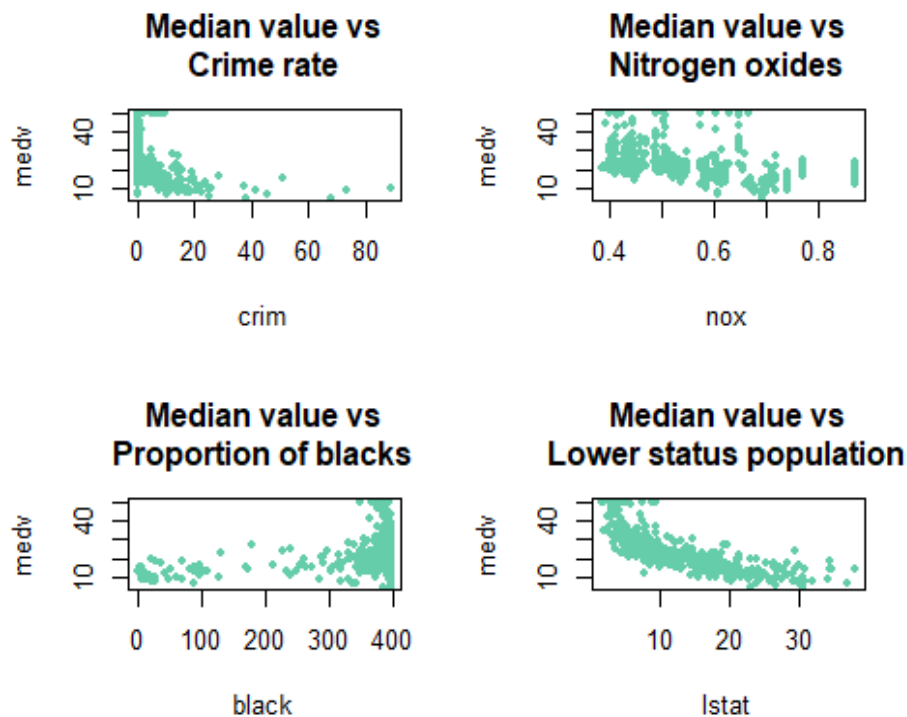 Median value vs
Crime rate
medv
40
10
0 20 40 60 80
crim
Median value vs
Nitrogen oxides
medv
40
10
0.4 0.6 0.8
nox
Median value vs
Proportion of blacks
medv
40
10
0 100 200 300 400
black
Median value vs
Lower status population
medv
40
10
10 20 30
lstat